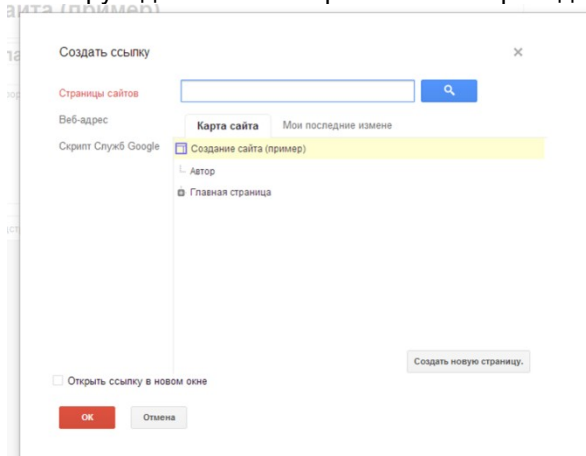 Создать ссылку
Страницы сайтов
Веб-адрес
Карта сайта Мои последние измене
Скрипт Служб Google
Создание сайта (пример)
Автор
Главная страница
Создать новую страницу.
Открыть ссылку в новом окне
ОК Отмена